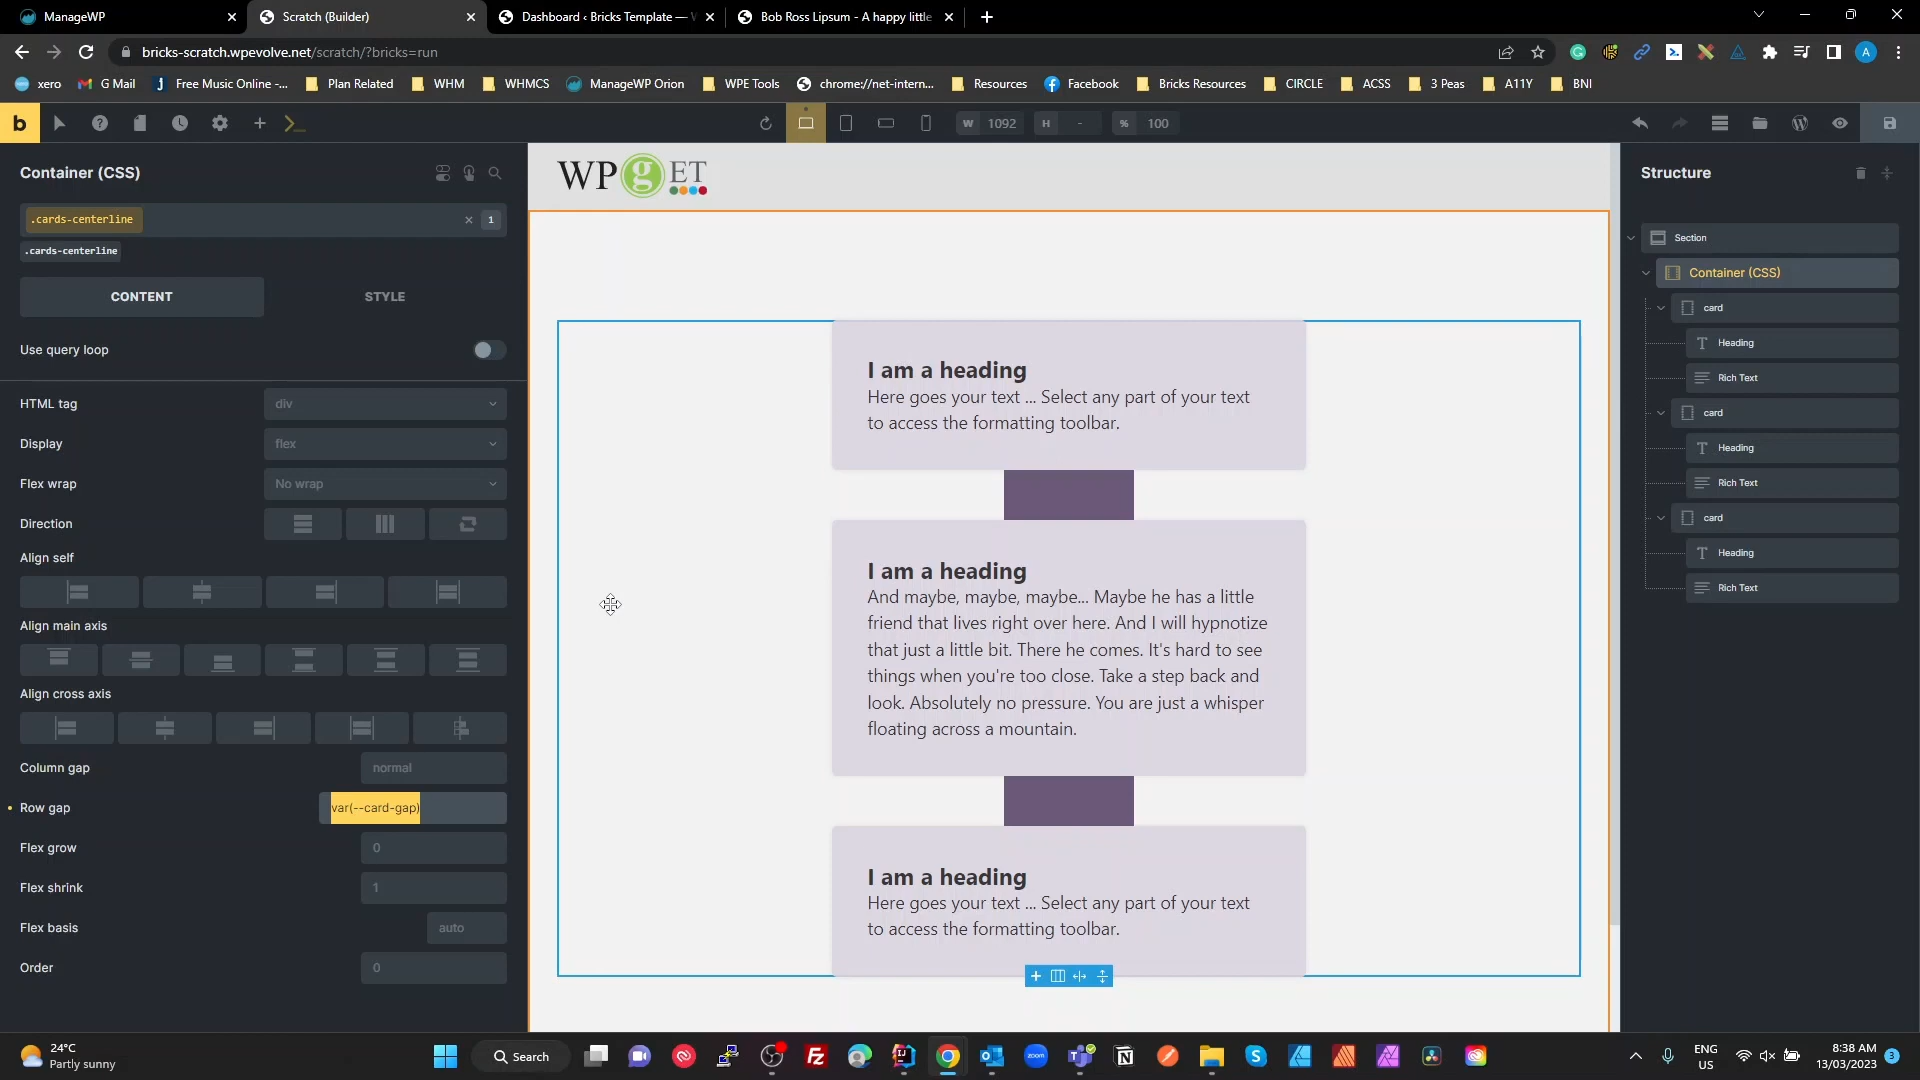 ManageWP
Scratch (Builder)
Dashboard ‹ Bricks Template — W
Bob Ross Lipsum - A happy little
bricks-scratch.wpevolve.net/scratch/?bricks=run
A
xero
G Mail
Free Music Online -...
Plan Related
WHM
WHMCS
ManageWP Orion
WPE Tools
chrome://net-intern...
Resources
Facebook
Bricks Resources
CIRCLE
ACSS
3 Peas
A11Y
BNI
b
W 1092
H -
% 100
Container (CSS)
.cards-centerline
1
.cards-centerline
CONTENT
STYLE
Use query loop
HTML tag
div
Display
flex
Flex wrap
No wrap
Direction
Align self
Align main axis
Align cross axis
Column gap
normal
Row gap
var(--card-gap)
Flex grow
0
Flex shrink
1
Flex basis
auto
Order
0
WP g ET
I am a heading
Here goes your text ... Select any part of your text
to access the formatting toolbar.
I am a heading
And maybe, maybe, maybe... Maybe he has a little
friend that lives right over here. And I will hypnotize
that just a little bit. There he comes. It's hard to see
things when you're too close. Take a step back and
look. Absolutely no pressure. You are just a whisper
floating across a mountain.
I am a heading
Here goes your text ... Select any part of your text
to access the formatting toolbar.
Structure
Section
Container (CSS)
card
Heading
Rich Text
card
Heading
Rich Text
card
Heading
Rich Text
24°C
Partly sunny
Search
zoom
ENG
US
8:38 AM
13/03/2023
3